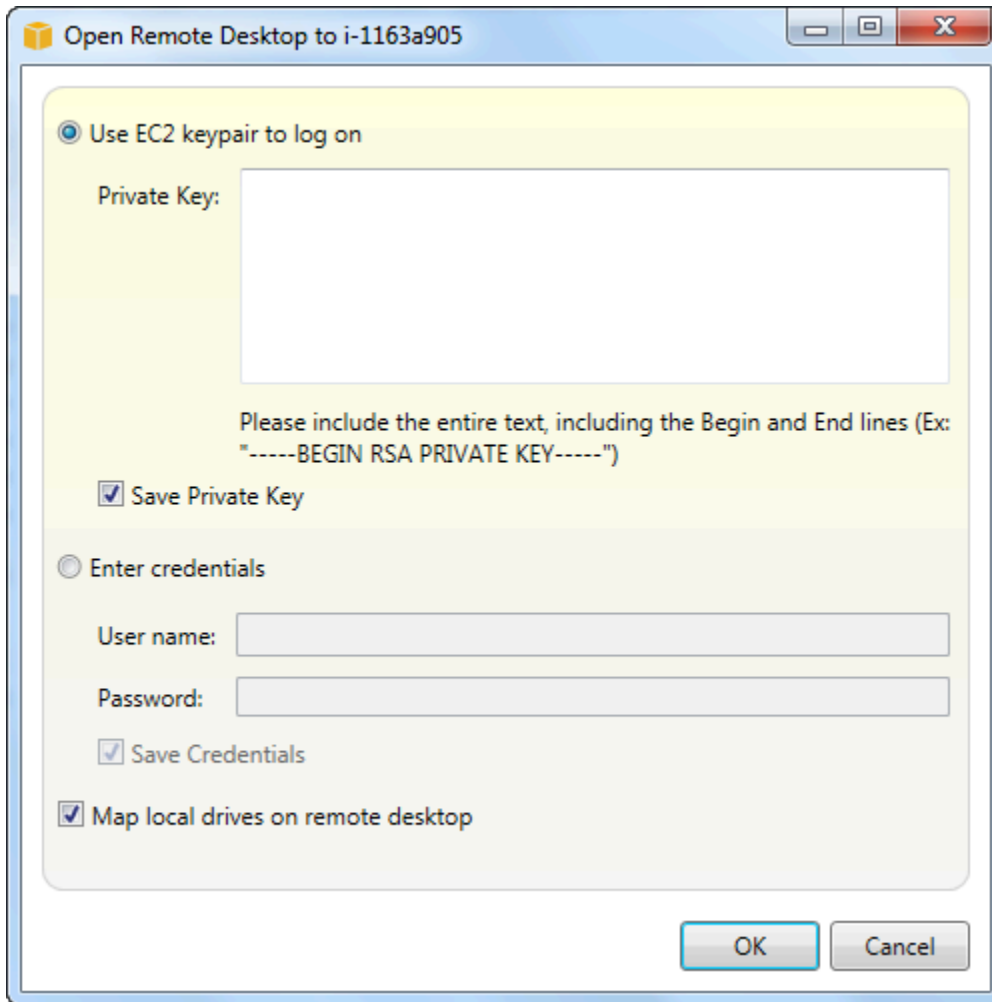 Open Remote Desktop to i-1163a905
Use EC2 keypair to log on
Private Key:
Please include the entire text, including the Begin and End lines (Ex:
"-----BEGIN RSA PRIVATE KEY-----")
Save Private Key
Enter credentials
User name:
Password:
Save Credentials
Map local drives on remote desktop
OK Cancel